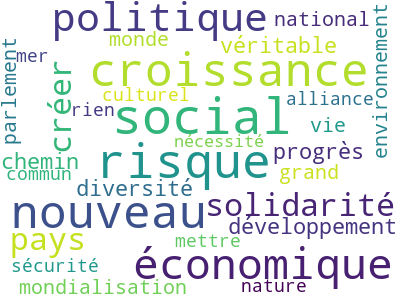 politique national
monde véritable
mer croissance
culturel alliance
parlement créer environnement
rien social vie
nécessité
chemin risque progrès
commun grand
diversité
nouveau solidarité
développement
pays mettre
sécurité économique
mondialisation nature